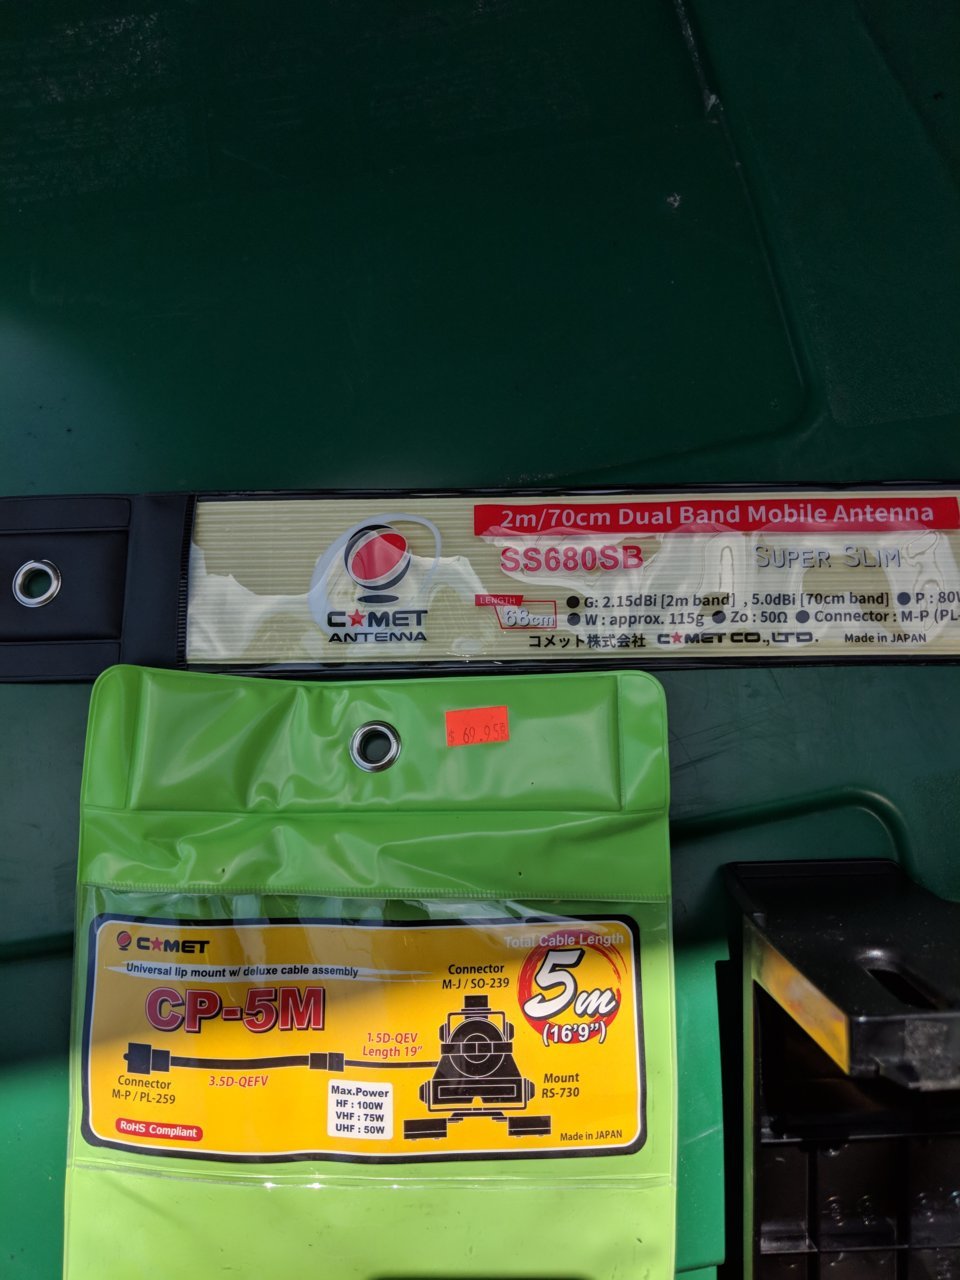 2m/70cm Dual Band Mobile Antenna
SS680SB
SUPER SLIM
LENGTH
68cm
● G: 2.15dBi [2m band] , 5.0dBi [70cm band] ● P : 80W
● W : approx. 115g ● Zo : 50Ω ● Connector : M-P (PL-
COMET
ANTENNA
コメット株式会社 COMET CO., LTD. Made in JAPAN
$ 69.95
COMET
Total Cable Length
5m
(16'9")
Universal lip mount w/ deluxe cable assembly
CP-5M
Connector
M-J / SO-239
1.5D-QEV
Length 19"
3.5D-QEFV
Connector
M-P / PL-259
Mount
RS-730
Max.Power
HF : 100W
VHF : 75W
UHF : 50W
RoHS Compliant
Made in JAPAN